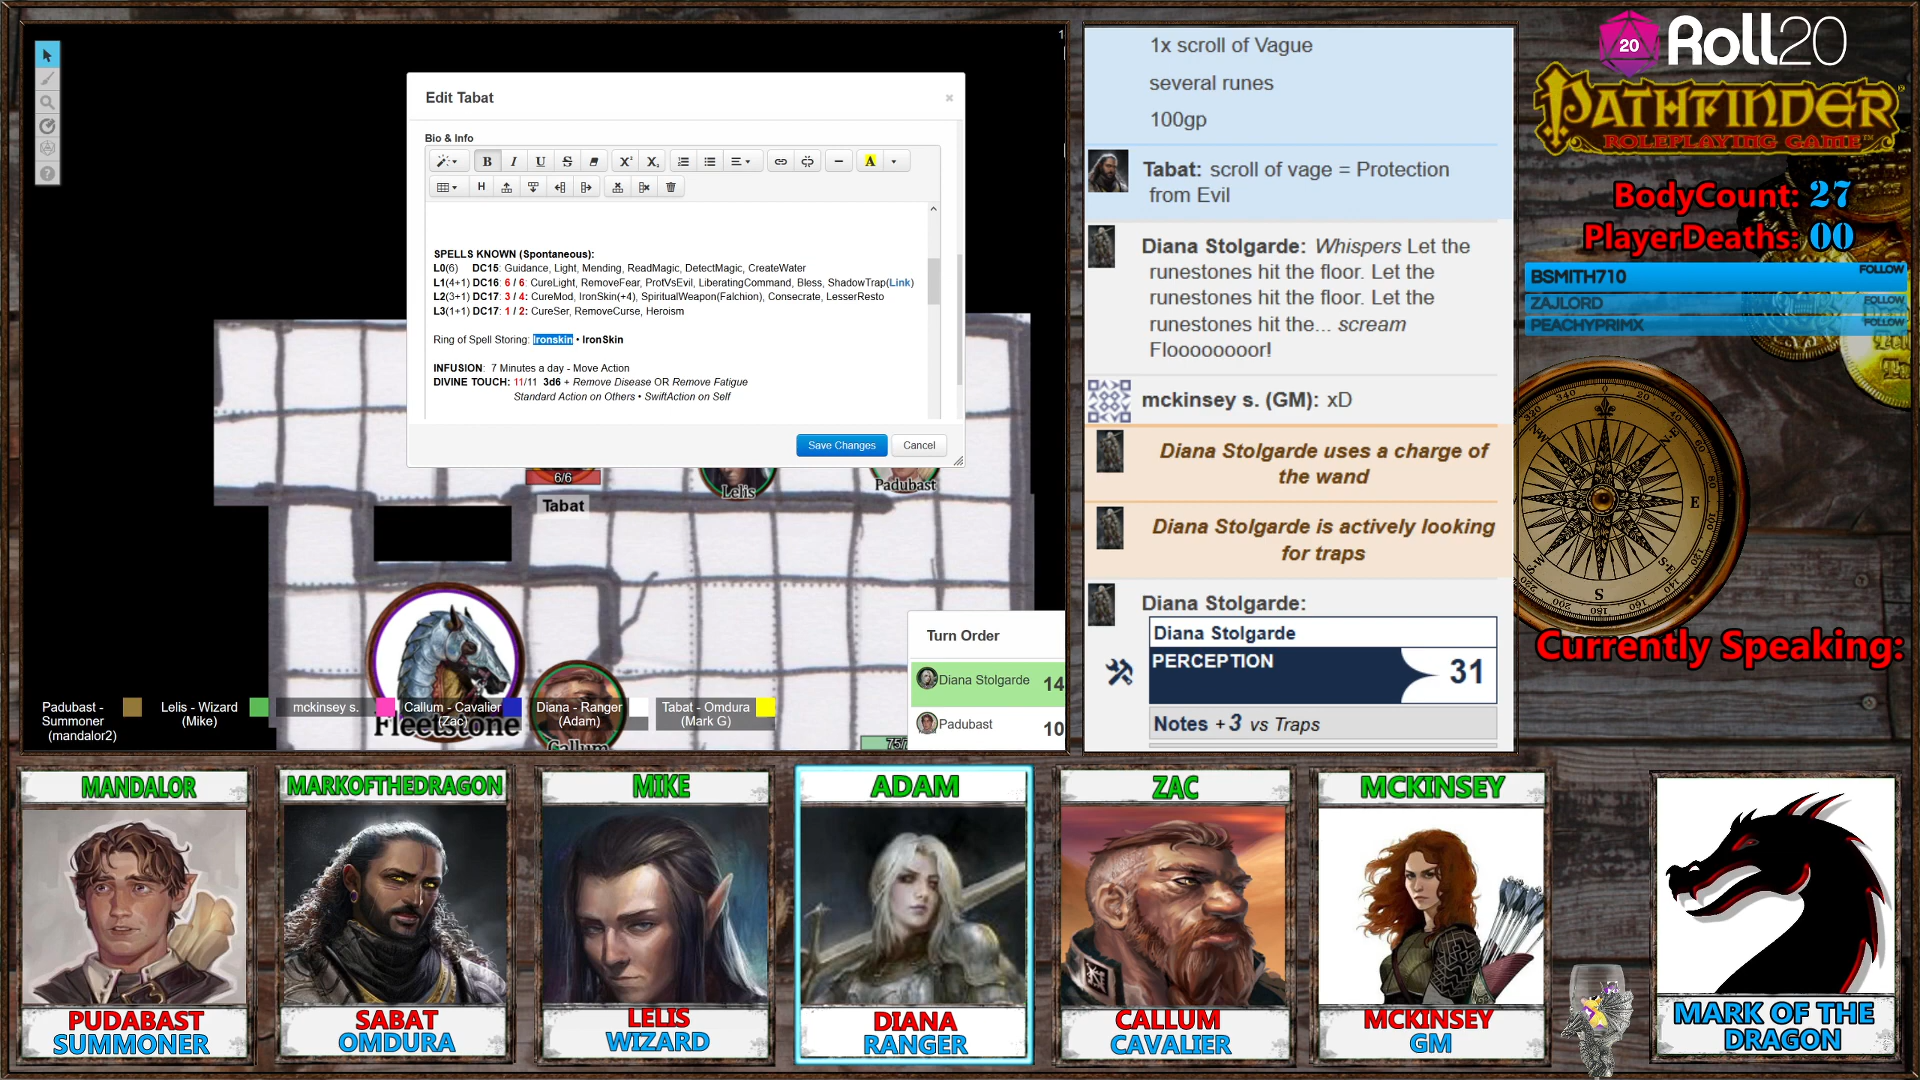 Edit Tabat
×
Bio & Info
B I U S X² X₂ A
H
SPELLS KNOWN (Spontaneous):
L0(6) DC15: Guidance, Light, Mending, ReadMagic, DetectMagic, CreateWater
L1(4+1) DC16: 6 / 6: CureLight, RemoveFear, ProtVsEvil, LiberatingCommand, Bless, ShadowTrap(Link)
L2(3+1) DC17: 3 / 4: CureMod, IronSkin(+4), SpiritualWeapon(Falchion), Consecrate, LesserResto
L3(1+1) DC17: 1 / 2: CureSer, RemoveCurse, Heroism
Ring of Spell Storing: Ironskin • IronSkin
INFUSION: 7 Minutes a day - Move Action
DIVINE TOUCH: 11/11 3d6 + Remove Disease OR Remove Fatigue
Standard Action on Others • SwiftAction on Self
Save Changes
Cancel
6/6
Tabat
Lelis
Padubast
Fleetstone
Callum
Turn Order
Diana Stolgarde 14
Padubast 10
75/7
Padubast -
Summoner
(mandalor2)
Lelis - Wizard
(Mike)
mckinsey s.
Callum - Cavalier
(Zac)
Diana - Ranger
(Adam)
Tabat - Omdura
(Mark G)
1x scroll of Vague
several runes
100gp
Tabat: scroll of vage = Protection
from Evil
Diana Stolgarde: Whispers Let the
runestones hit the floor. Let the
runestones hit the floor. Let the
runestones hit the... scream
Floooooooor!
mckinsey s. (GM): xD
Diana Stolgarde uses a charge of
the wand
Diana Stolgarde is actively looking
for traps
Diana Stolgarde:
Diana Stolgarde
PERCEPTION
31
Notes +3 vs Traps
20
Roll20
PATHFINDER
ROLEPLAYING GAME
BodyCount: 27
PlayerDeaths: 00
BSMITH710 FOLLOW
ZAJLORD FOLLOW
PEACHYPRIMX FOLLOW
N
NE
E
S
Currently Speaking:
MANDALOR
PUDABAST
SUMMONER
MARKOFTHEDRAGON
SABAT
OMDURA
MIKE
LELIS
WIZARD
ADAM
DIANA
RANGER
ZAC
CALLUM
CAVALIER
MCKINSEY
MCKINSEY
GM
MARK OF THE
DRAGON